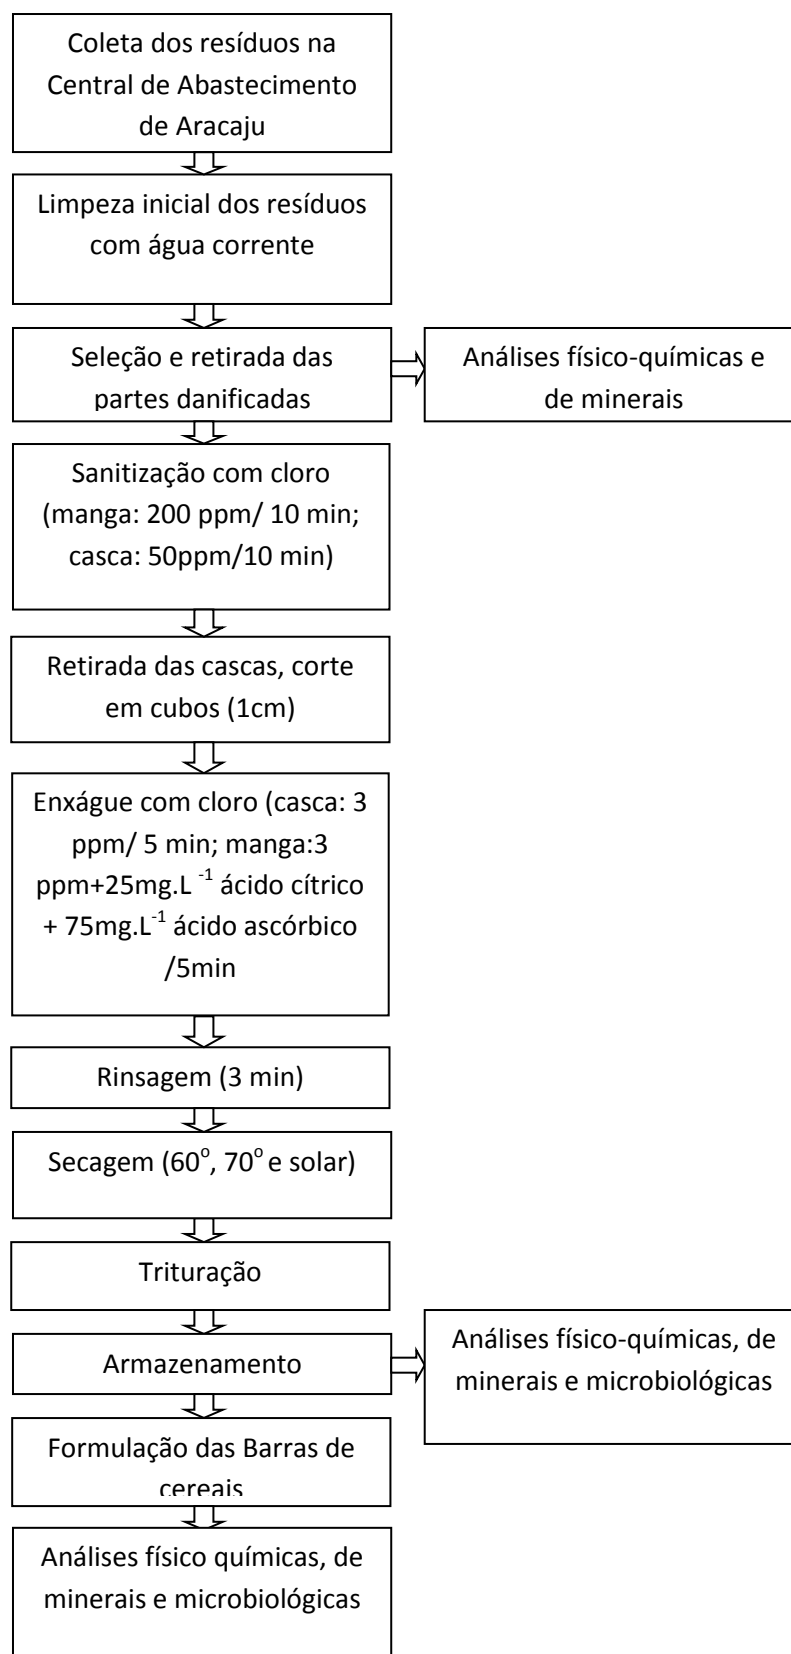 Coleta dos resíduos na
Central de Abastecimento
de Aracaju
Limpeza inicial dos resíduos
com água corrente
Seleção e retirada das
partes danificadas
Análises físico-químicas e
de minerais
Sanitização com cloro
(manga: 200 ppm/ 10 min;
casca: 50ppm/10 min)
Retirada das cascas, corte
em cubos (1cm)
Enxágue com cloro (casca: 3
ppm/ 5 min; manga:3
ppm+25mg.L⁻¹ ácido cítrico
+ 75mg.L⁻¹ ácido ascórbico
/5min
Rinsagem (3 min)
Secagem (60º, 70º e solar)
Trituração
Armazenamento
Análises físico-químicas, de
minerais e microbiológicas
Formulação das Barras de
cereais
Análises físico químicas, de
minerais e microbiológicas